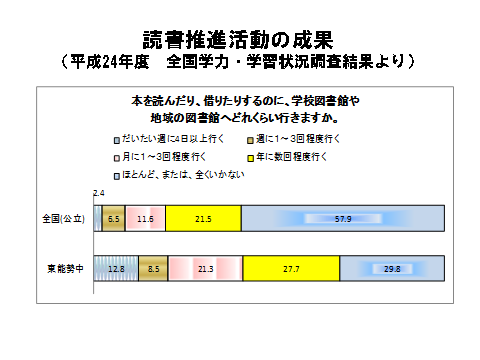 読書推進活動の成果
（平成24年度　全国学力・学習状況調査結果より）
本を読んだり、借りたりするのに、学校図書館や
地域の図書館へどれくらい行きますか。
だいたい週に4日以上行く　週に１～３回程度行く
月に１～３回程度行く　年に数回程度行く
ほとんど、または、全くいかない
2.4
全国(公立)　6.5　11.6　21.5　57.9
東能勢中　12.8　8.5　21.3　27.7　29.8